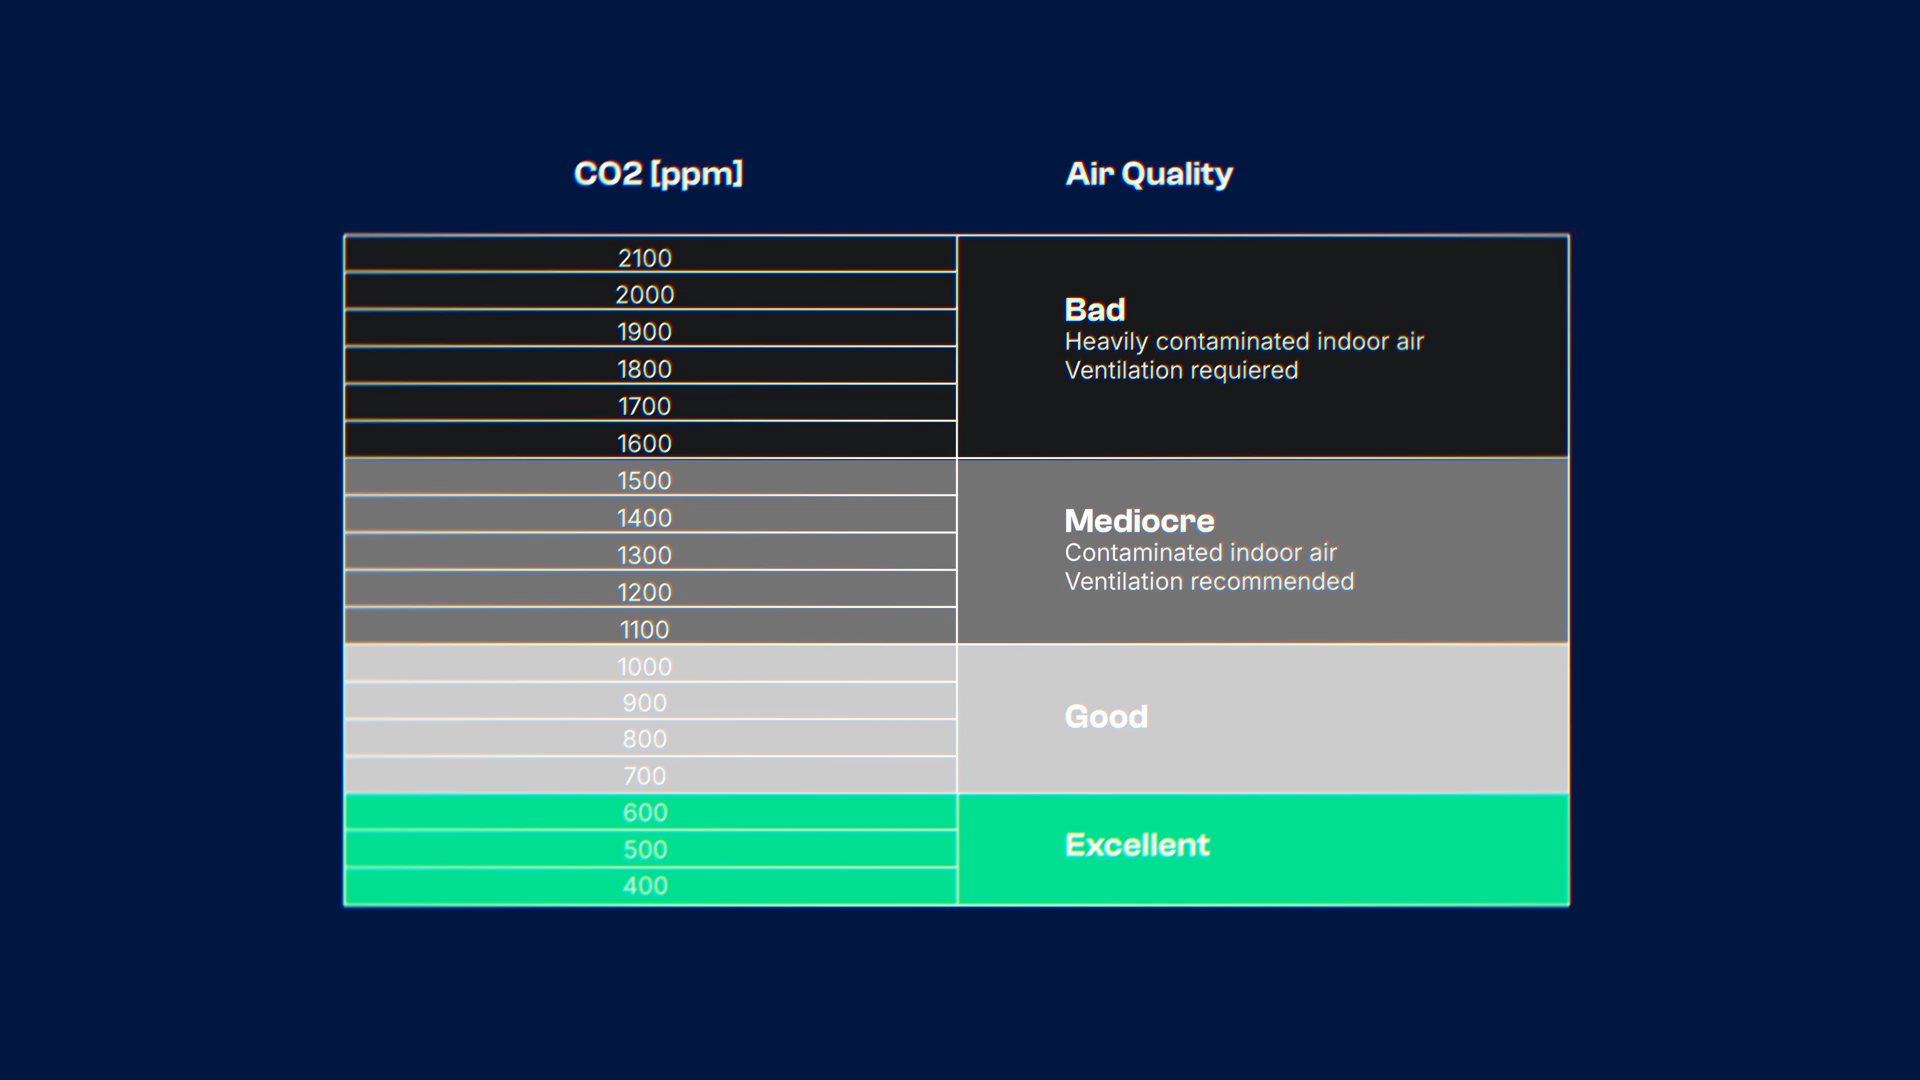 CO2 [ppm] Air Quality
2100
2000
1900
1800
1700
1600
Bad
Heavily contaminated indoor air
Ventilation requiered
1500
1400
1300
1200
1100
Mediocre
Contaminated indoor air
Ventilation recommended
1000
900
800
700
Good
600
500
400
Excellent